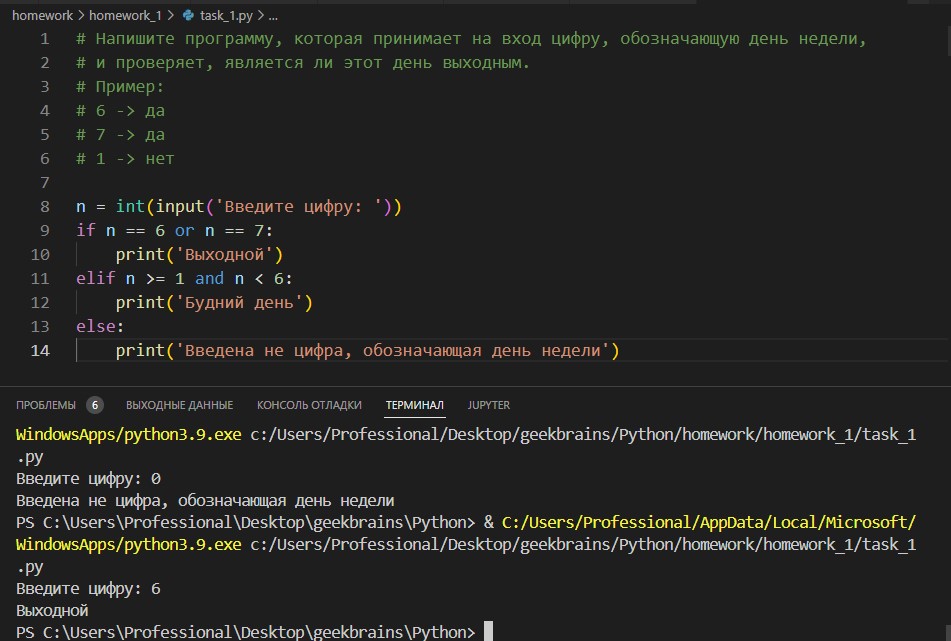 homework > homework_1 > task_1.py > ...
1 # Напишите программу, которая принимает на вход цифру, обозначающую день недели,
2 # и проверяет, является ли этот день выходным.
3 # Пример:
4 # 6 -> да
5 # 7 -> да
6 # 1 -> нет
7
8 n = int(input('Введите цифру: '))
9 if n == 6 or n == 7:
10     print('Выходной')
11 elif n >= 1 and n < 6:
12     print('Будний день')
13 else:
14     print('Введена не цифра, обозначающая день недели')
ПРОБЛЕМЫ 6 ВЫХОДНЫЕ ДАННЫЕ КОНСОЛЬ ОТЛАДКИ ТЕРМИНАЛ JUPYTER
WindowsApps/python3.9.exe c:/Users/Professional/Desktop/geekbrains/Python/homework/homework_1/task_1
.py
Введите цифру: 0
Введена не цифра, обозначающая день недели
PS C:\Users\Professional\Desktop\geekbrains\Python> & C:/Users/Professional/AppData/Local/Microsoft/
WindowsApps/python3.9.exe c:/Users/Professional/Desktop/geekbrains/Python/homework/homework_1/task_1
.py
Введите цифру: 6
Выходной
PS C:\Users\Professional\Desktop\geekbrains\Python>